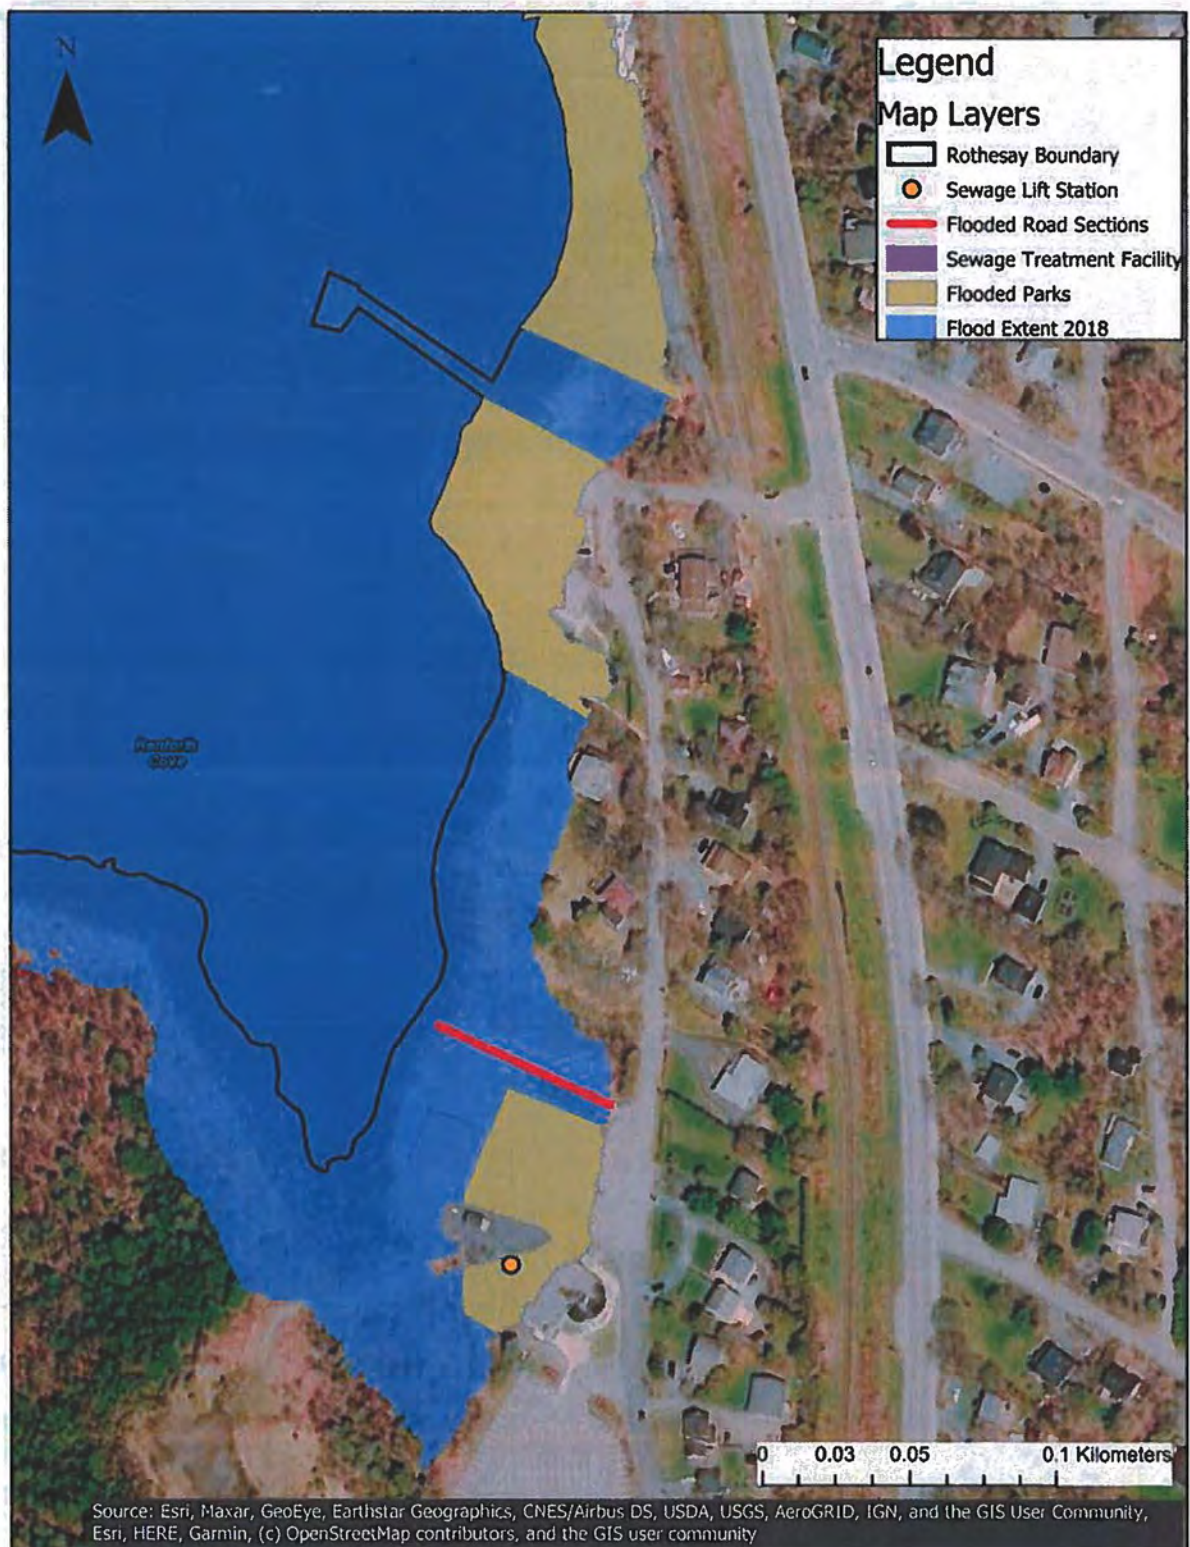 N
Legend
Map Layers
Rothesay Boundary
Sewage Lift Station
Flooded Road Sections
Sewage Treatment Facility
Flooded Parks
Flood Extent 2018
Cove
0 0.03 0.05 0.1 Kilometers
Source: Esri, Maxar, GeoEye, Earthstar Geographics, CNES/Airbus DS, USDA, USGS, AeroGRID, IGN, and the GIS User Community,
Esri, HERE, Garmin, (c) OpenStreetMap contributors, and the GIS user community